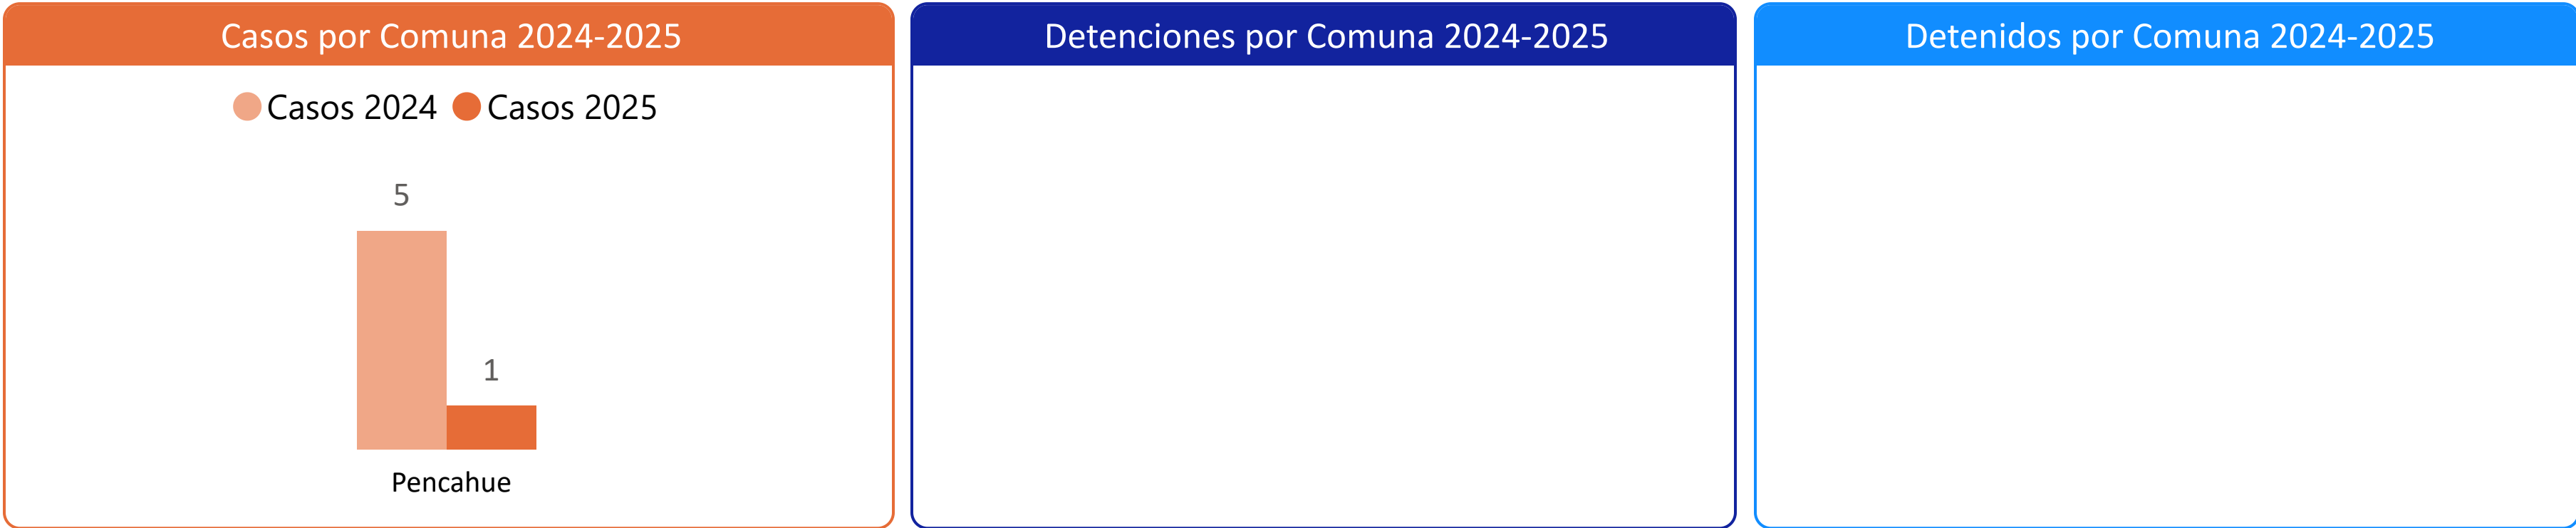 Casos por Comuna 2024-2025
Casos 2024 Casos 2025
5
1
Pencahue
Detenciones por Comuna 2024-2025
Detenidos por Comuna 2024-2025